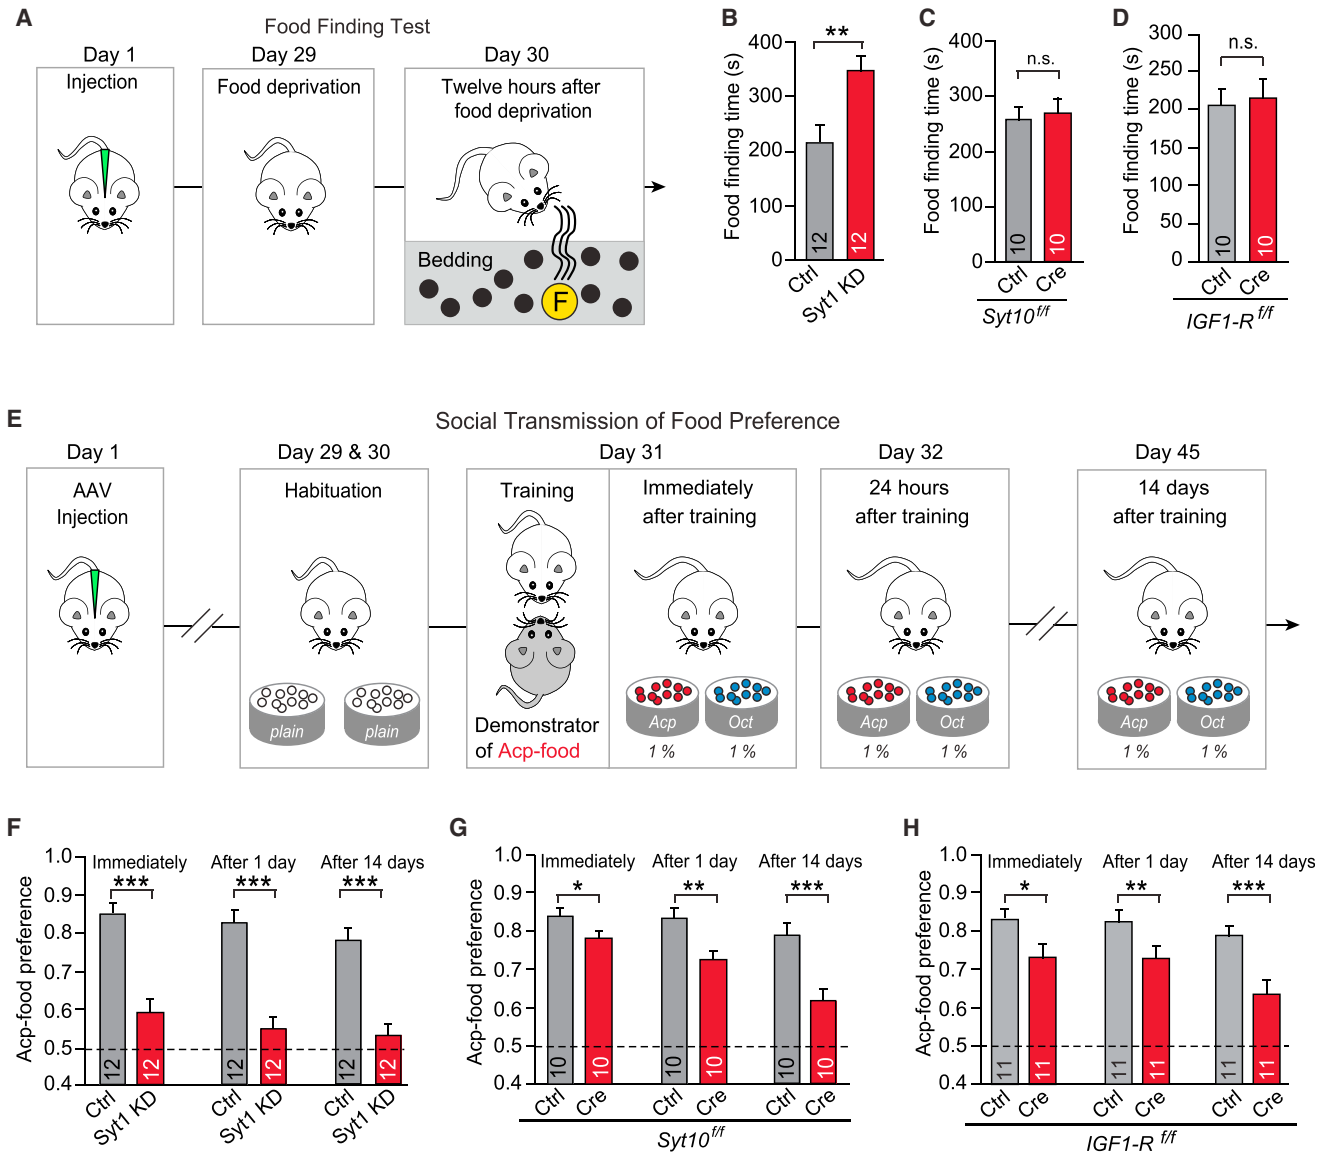 A
Food Finding Test
Day 1
Day 29
Day 30
Injection
Food deprivation
Twelve hours after
food deprivation
Bedding
F
B
Food finding time (s)
400
300
200
100
0
**
12
12
Ctrl
Syt1 KD
C
Food finding time (s)
400
300
200
100
0
n.s.
10
10
Ctrl
Cre
Syt10 f/f
D
Food finding time (s)
300
250
200
150
100
50
0
n.s.
10
10
Ctrl
Cre
IGF1-R f/f
E
Social Transmission of Food Preference
Day 1
Day 29 & 30
Day 31
Day 32
Day 45
AAV
Injection
Habituation
plain
plain
Training
Demonstrator
of Acp-food
Immediately
after training
Acp
Oct
1 %
1 %
24 hours
after training
Acp
Oct
1 %
1 %
14 days
after training
Acp
Oct
1 %
1 %
F
Acp-food preference
1.0
0.9
0.8
0.7
0.6
0.5
0.4
Immediately
After 1 day
After 14 days
***
***
***
12
12
12
12
12
12
Ctrl
Syt1 KD
Ctrl
Syt1 KD
Ctrl
Syt1 KD
G
Acp-food preference
1.0
0.9
0.8
0.7
0.6
0.5
0.4
Immediately
After 1 day
After 14 days
*
**
***
10
10
10
10
10
10
Ctrl
Cre
Ctrl
Cre
Ctrl
Cre
Syt10 f/f
H
Acp-food preference
1.0
0.9
0.8
0.7
0.6
0.5
0.4
Immediately
After 1 day
After 14 days
*
**
***
11
11
11
11
11
11
Ctrl
Cre
Ctrl
Cre
Ctrl
Cre
IGF1-R f/f